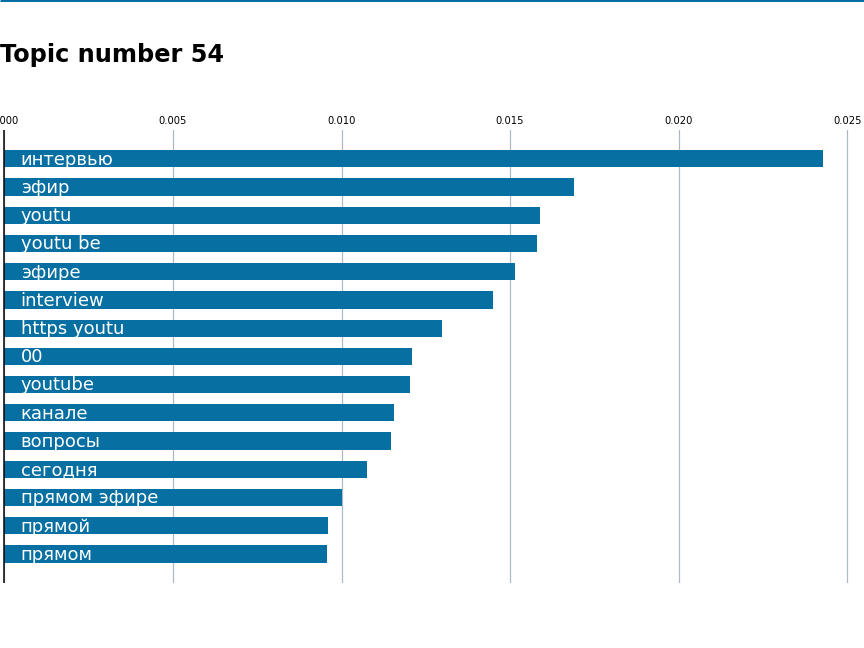 Topic number 54
000 0.005 0.010 0.015 0.020 0.025
интервью
эфир
youtu
youtu be
эфире
interview
https youtu
00
youtube
канале
вопросы
сегодня
прямом эфире
прямой
прямом